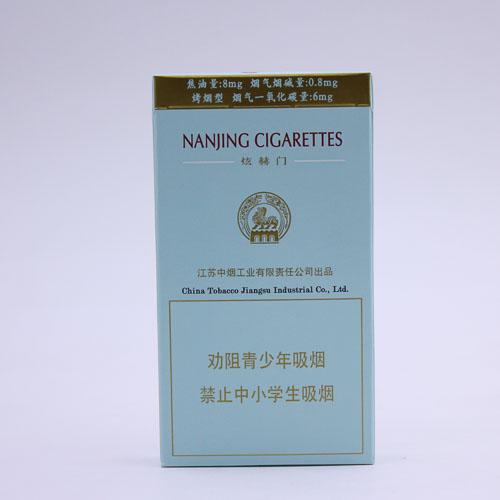 焦油量:8mg 烟气烟碱量:0.8mg
烤烟型 烟气一氧化碳量:6mg
NANJING CIGARETTES
炫赫门
江苏中烟工业有限责任公司出品
China Tobacco Jiangsu Industrial Co., Ltd.
劝阻青少年吸烟
禁止中小学生吸烟